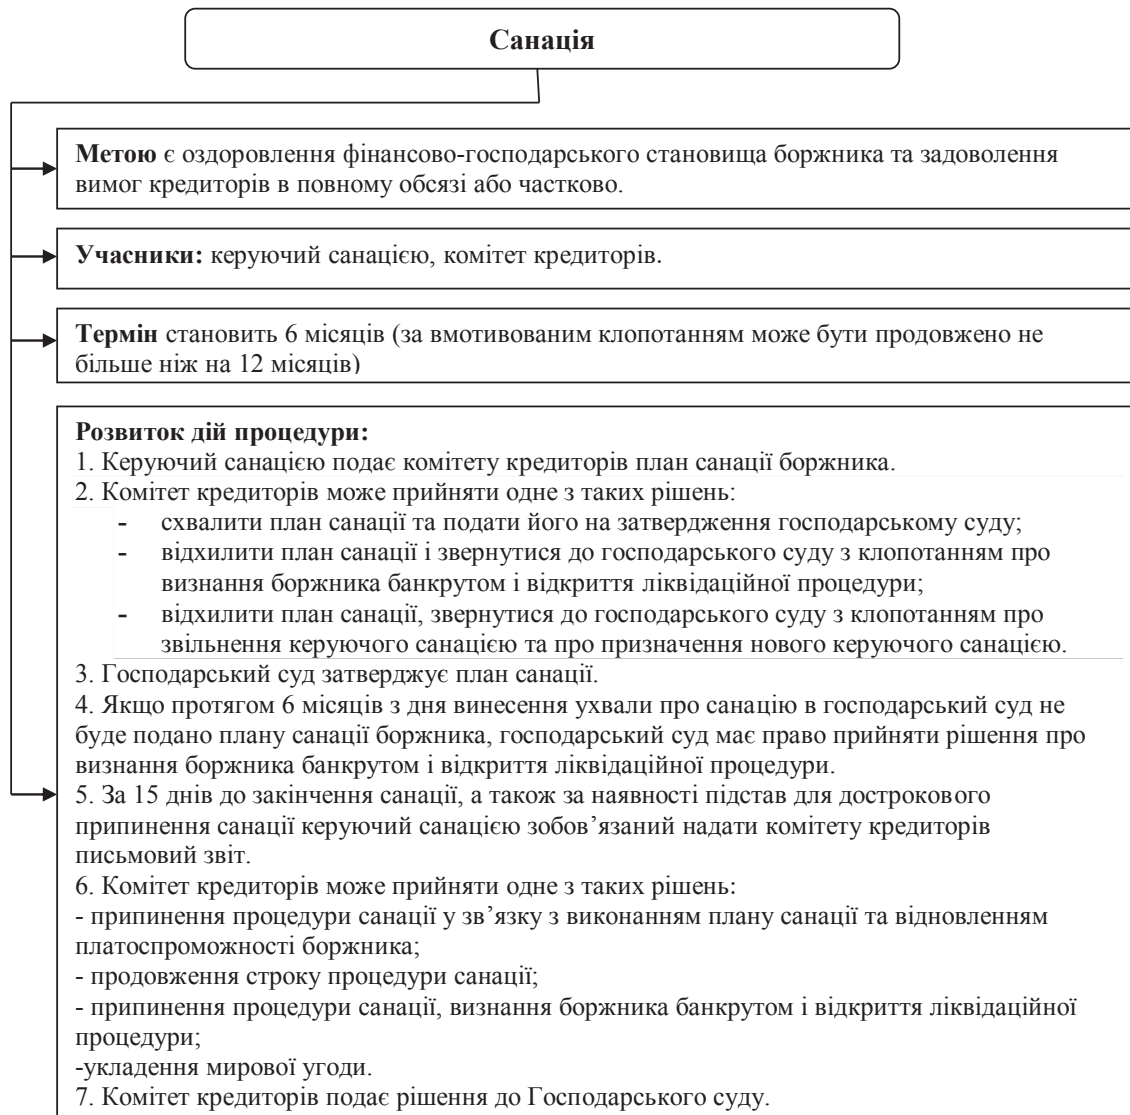 Санація
Метою є оздоровлення фінансово-господарського становища боржника та задоволення
вимог кредиторів в повному обсязі або частково.
Учасники: керуючий санацією, комітет кредиторів.
Термін становить 6 місяців (за вмотивованим клопотанням може бути продовжено не
більше ніж на 12 місяців)
Розвиток дій процедури:
1. Керуючий санацією подає комітету кредиторів план санації боржника.
2. Комітет кредиторів може прийняти одне з таких рішень:
- схвалити план санації та подати його на затвердження господарському суду;
- відхилити план санації і звернутися до господарського суду з клопотанням про
визнання боржника банкрутом і відкриття ліквідаційної процедури;
- відхилити план санації, звернутися до господарського суду з клопотанням про
звільнення керуючого санацією та про призначення нового керуючого санацією.
3. Господарський суд затверджує план санації.
4. Якщо протягом 6 місяців з дня винесення ухвали про санацію в господарський суд не
буде подано плану санації боржника, господарський суд має право прийняти рішення про
визнання боржника банкрутом і відкриття ліквідаційної процедури.
5. За 15 днів до закінчення санації, а також за наявності підстав для дострокового
припинення санації керуючий санацією зобов’язаний надати комітету кредиторів
письмовий звіт.
6. Комітет кредиторів може прийняти одне з таких рішень:
- припинення процедури санації у зв’язку з виконанням плану санації та відновленням
платоспроможності боржника;
- продовження строку процедури санації;
- припинення процедури санації, визнання боржника банкрутом і відкриття ліквідаційної
процедури;
-укладення мирової угоди.
7. Комітет кредиторів подає рішення до Господарського суду.